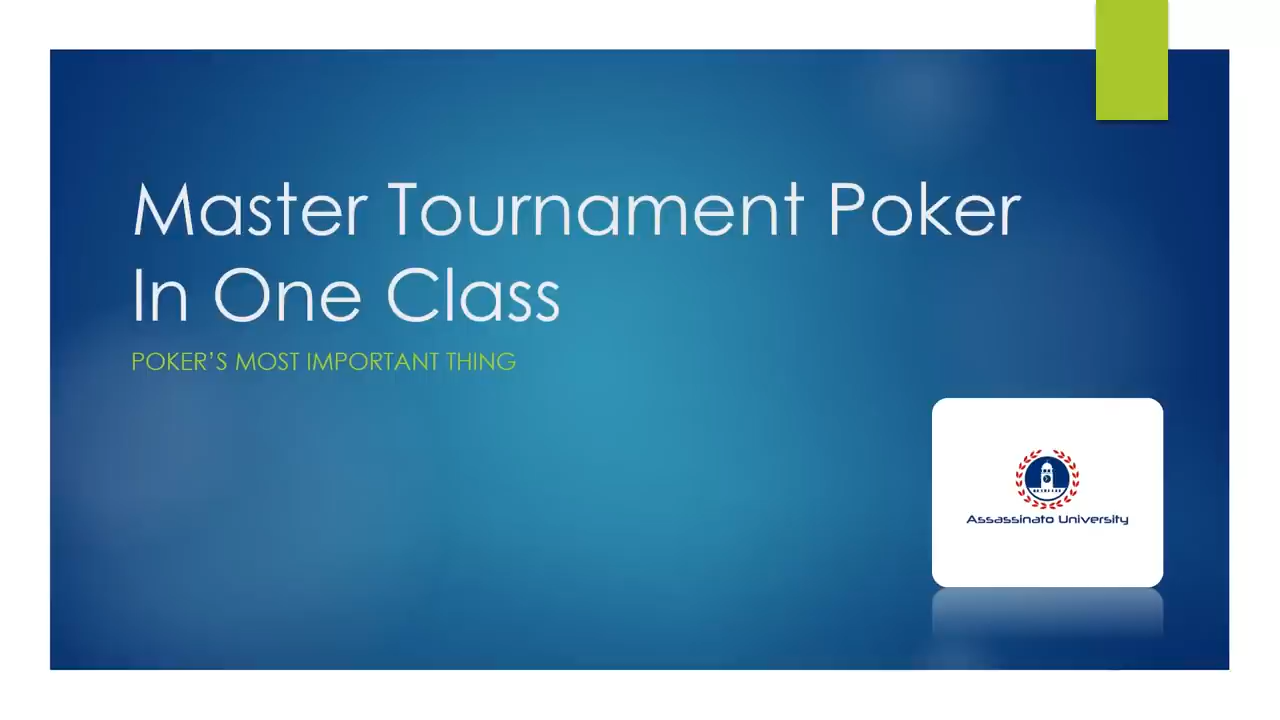 Master Tournament Poker
In One Class
POKER'S MOST IMPORTANT THING
Assassinato University